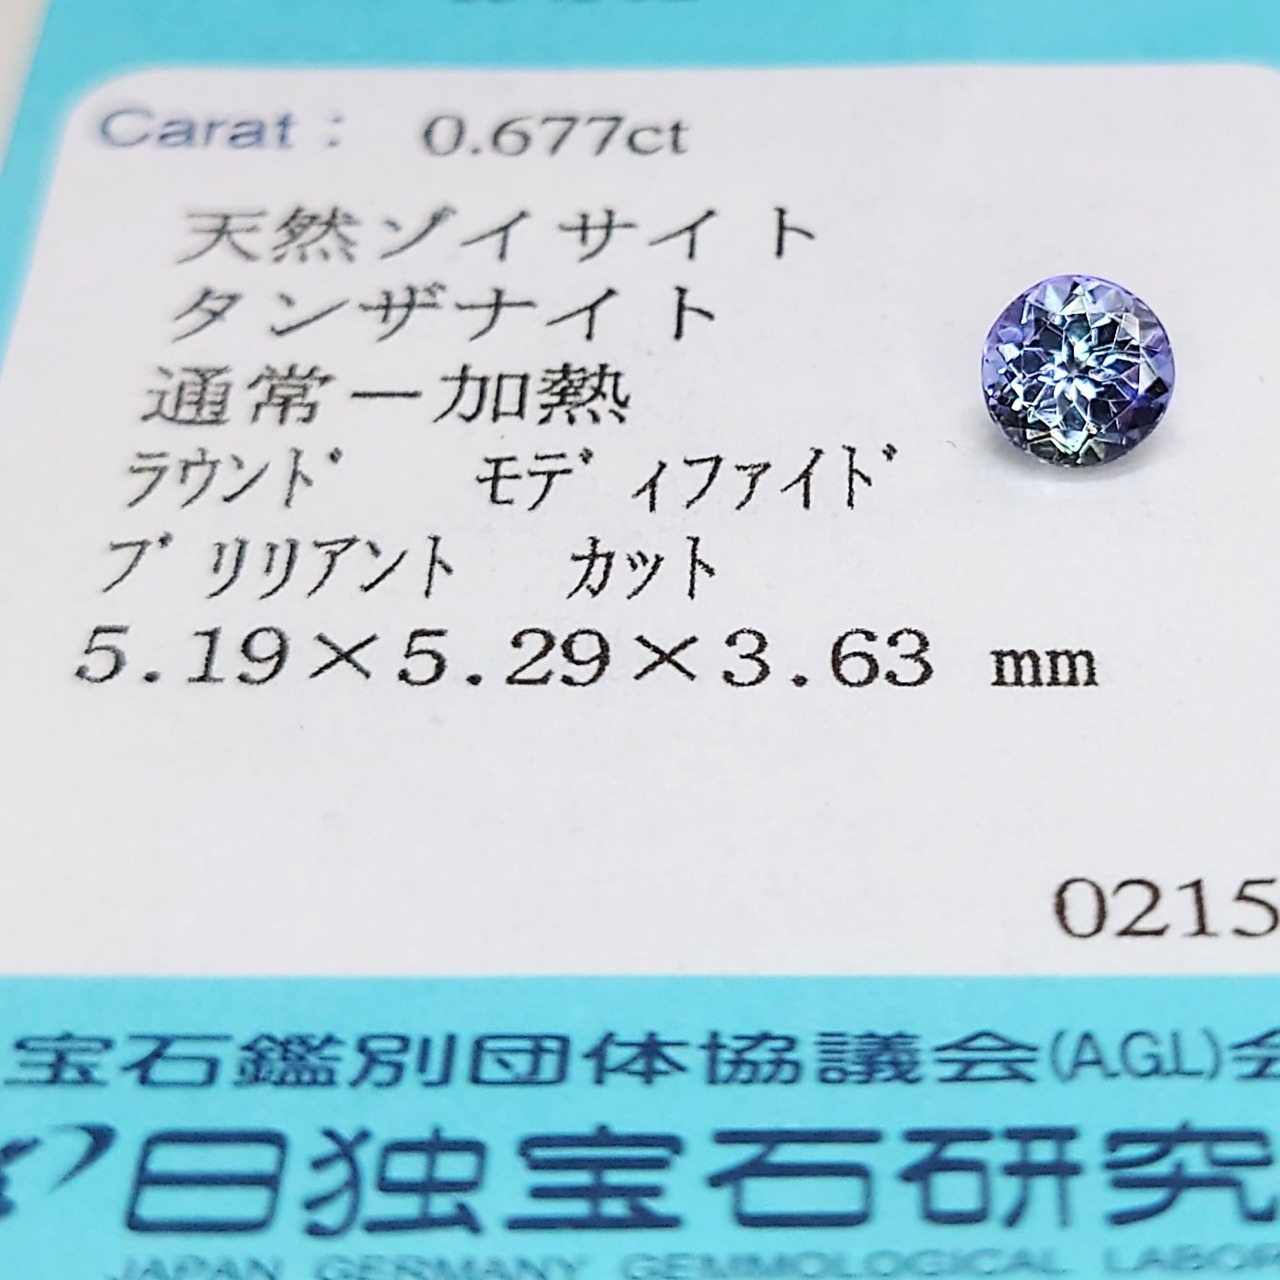 Carat: 0.677ct
天然ゾイサイト
タンザナイト
通常－加熱
ﾗｳﾝﾄﾞ ﾓﾃﾞｨﾌｧｲﾄﾞ
ﾌﾞﾘﾘｱﾝﾄ ｶｯﾄ
5.19×5.29×3.63 mm
0215
宝石鑑別団体協議会(AGL)会
日独宝石研究
JAPAN GERMANY GEMMOLOGICAL LABOR